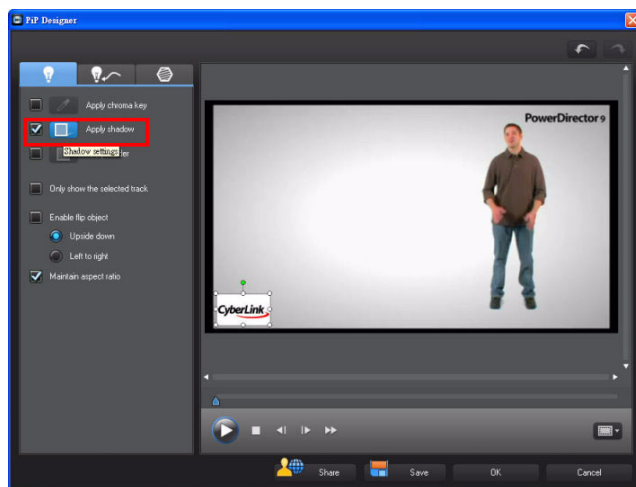 PiP Designer
Apply chroma key
Apply shadow
Shadow settings
Only show the selected track
Enable flip object
Upside down
Left to right
Maintain aspect ratio
PowerDirector 9
CyberLink
Share
Save
OK
Cancel